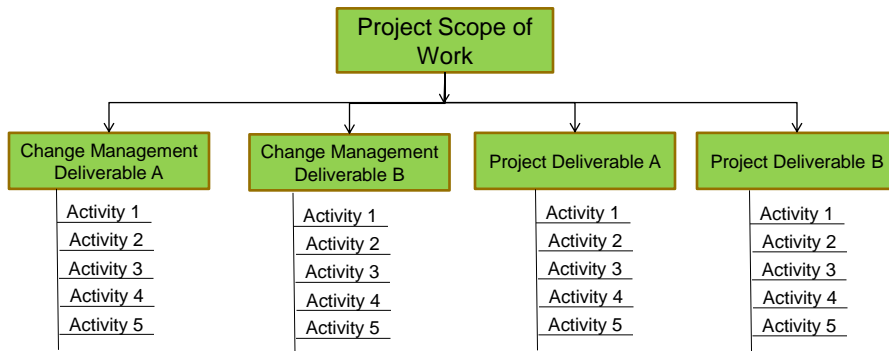 Project Scope of
Work
Change Management
Deliverable A
Change Management
Deliverable B
Project Deliverable A
Project Deliverable B
Activity 1
Activity 2
Activity 3
Activity 4
Activity 5
Activity 1
Activity 2
Activity 3
Activity 4
Activity 5
Activity 1
Activity 2
Activity 3
Activity 4
Activity 5
Activity 1
Activity 2
Activity 3
Activity 4
Activity 5